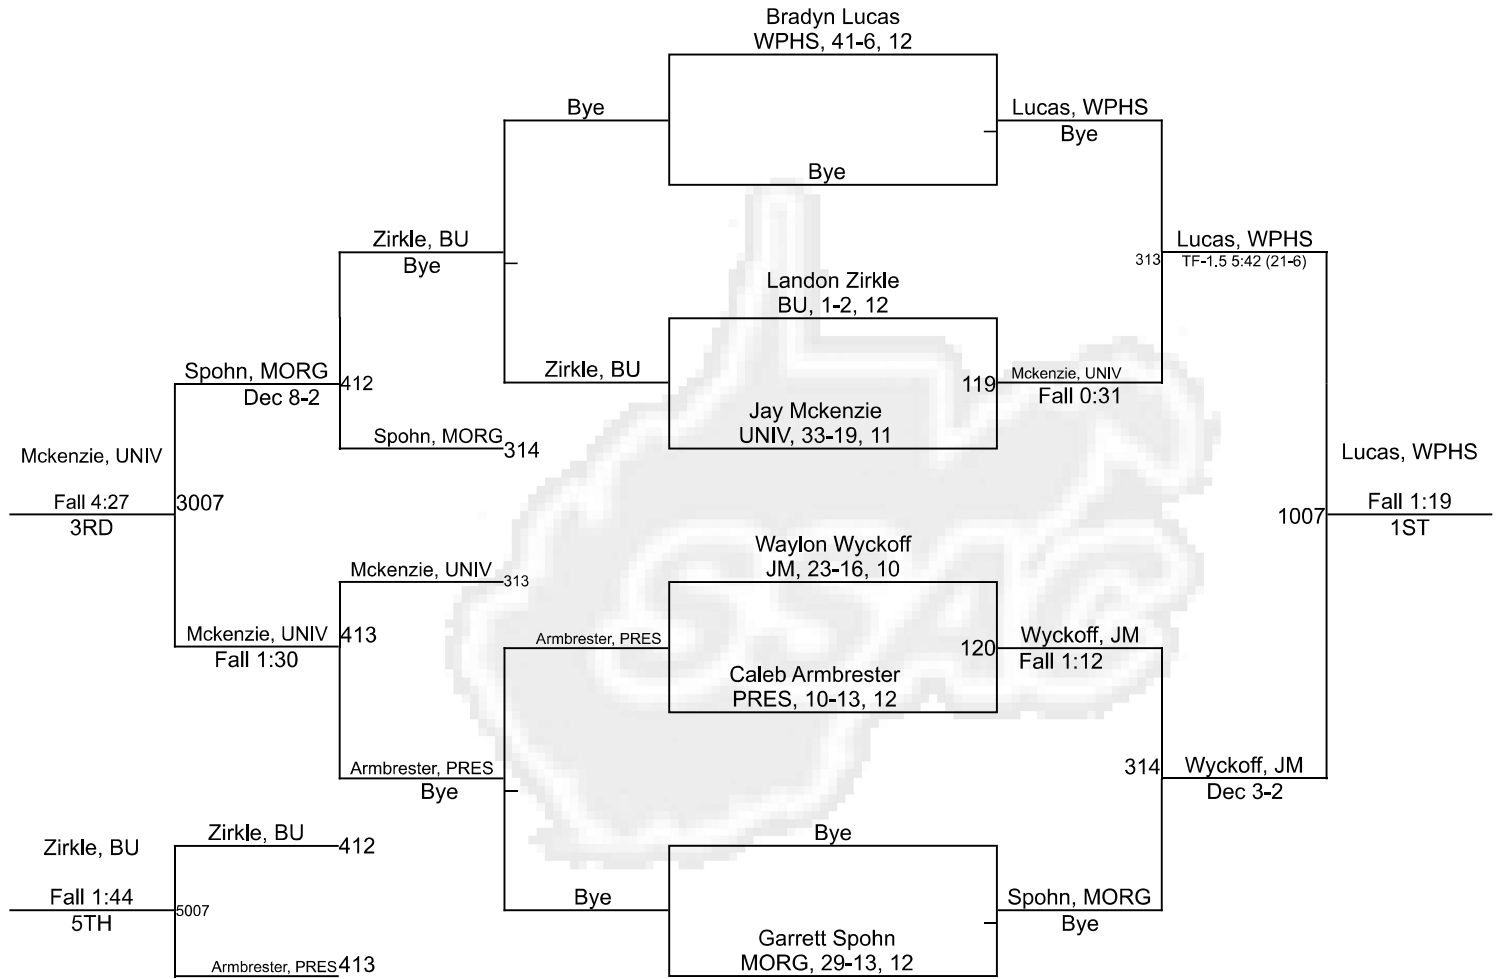 Bradyn Lucas
WPHS, 41-6, 12
Bye
Lucas, WPHS
Bye
Bye
Zirkle, BU
Bye
Lucas, WPHS
313
TF-1.5 5:42 (21-6)
Landon Zirkle
BU, 1-2, 12
Spohn, MORG
412
Dec 8-2
Zirkle, BU
119
Mckenzie, UNIV
Fall 0:31
Jay Mckenzie
UNIV, 33-19, 11
Spohn, MORG
314
Mckenzie, UNIV
Fall 4:27
3007
3RD
Lucas, WPHS
Fall 1:19
1007
1ST
Waylon Wyckoff
JM, 23-16, 10
Mckenzie, UNIV
313
Mckenzie, UNIV
413
Fall 1:30
Armbrester, PRES
120
Wyckoff, JM
Fall 1:12
Caleb Armbrester
PRES, 10-13, 12
Armbrester, PRES
Bye
314
Wyckoff, JM
Dec 3-2
Zirkle, BU
Zirkle, BU
412
Bye
Fall 1:44
5007
5TH
Bye
Spohn, MORG
Bye
Armbrester, PRES
413
Garrett Spohn
MORG, 29-13, 12
SSAC